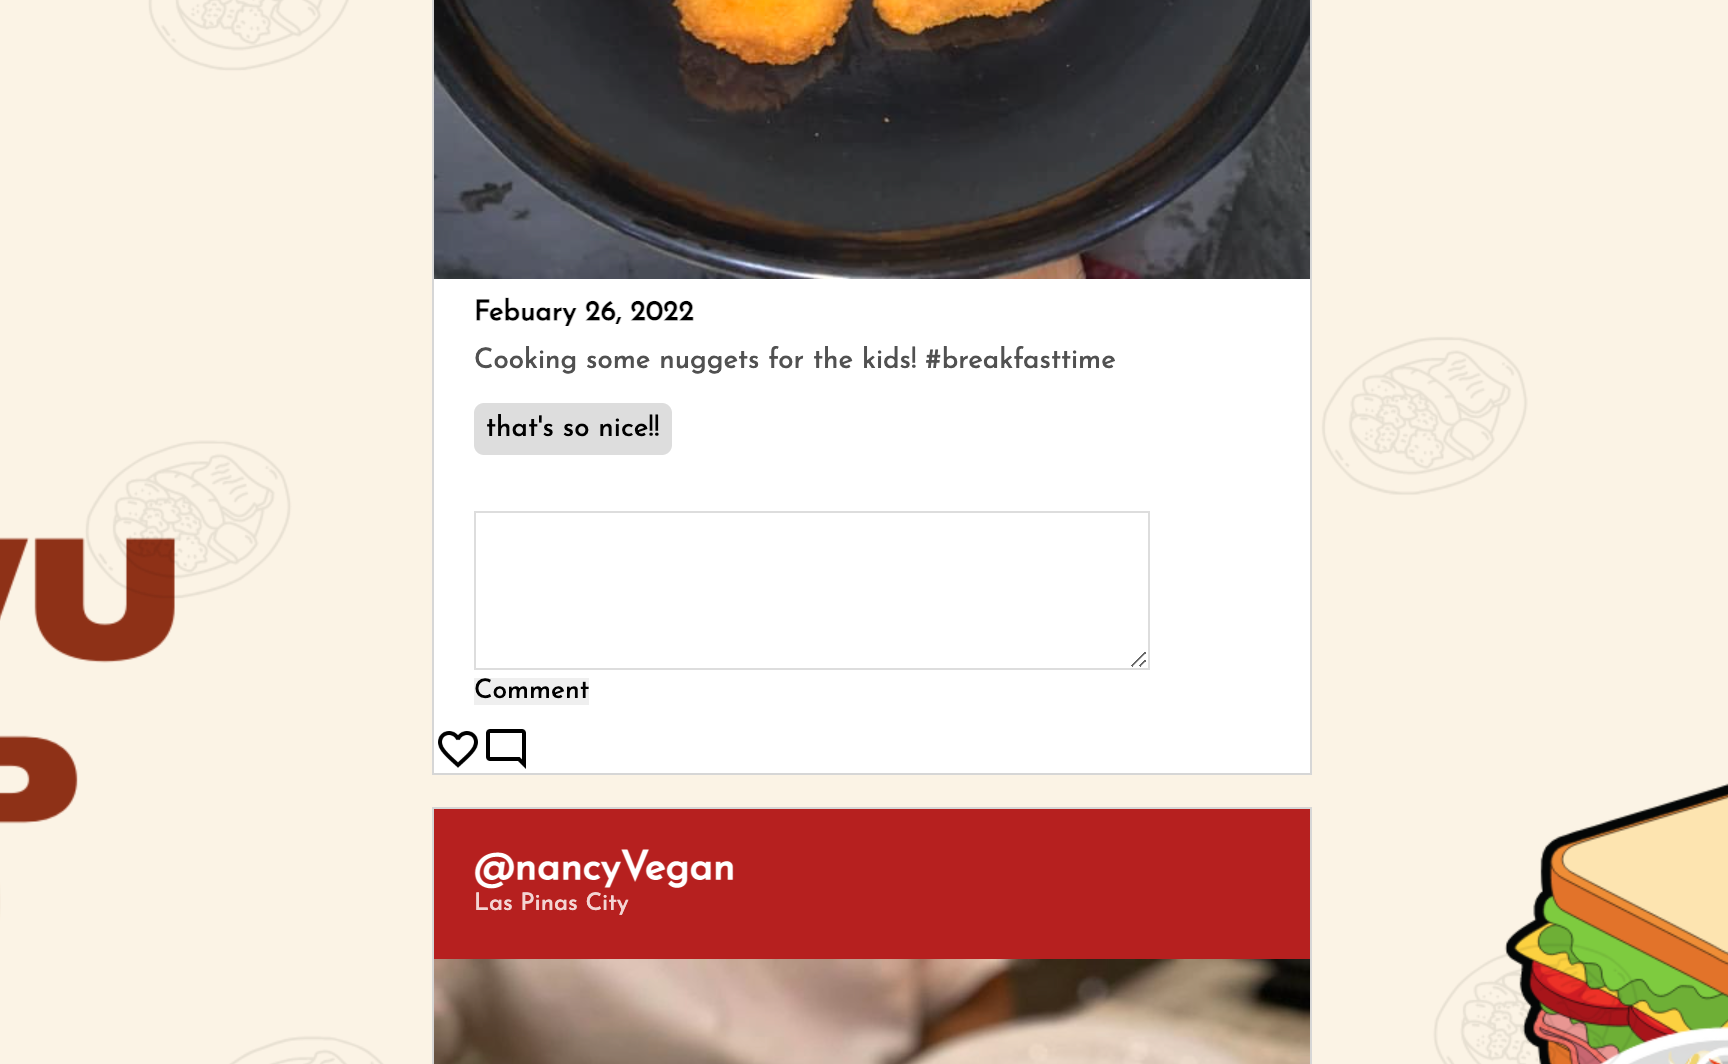 Febuary 26, 2022
Cooking some nuggets for the kids! #breakfasttime
that's so nice!!
Comment
@nancyVegan
Las Pinas City